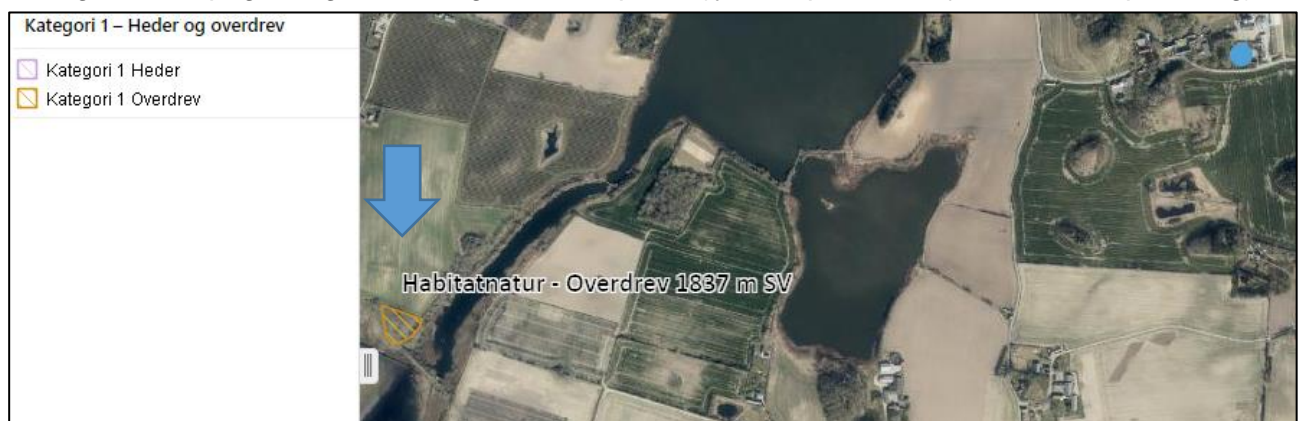 Kategori 1 – Heder og overdrev
Kategori 1 Heder
Kategori 1 Overdrev
Habitatnatur - Overdrev 1837 m SV